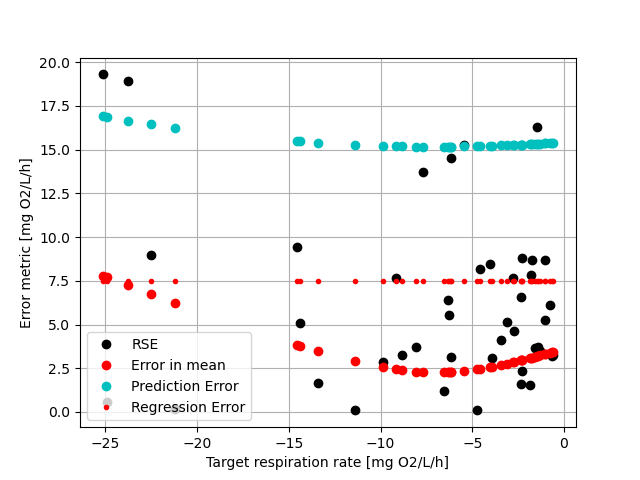 20.0
17.5
15.0
12.5
10.0
7.5
5.0
2.5
0.0
Error metric [mg O2/L/h]
RSE
Error in mean
Prediction Error
Regression Error
−25
−20
−15
−10
−5
0
Target respiration rate [mg O2/L/h]